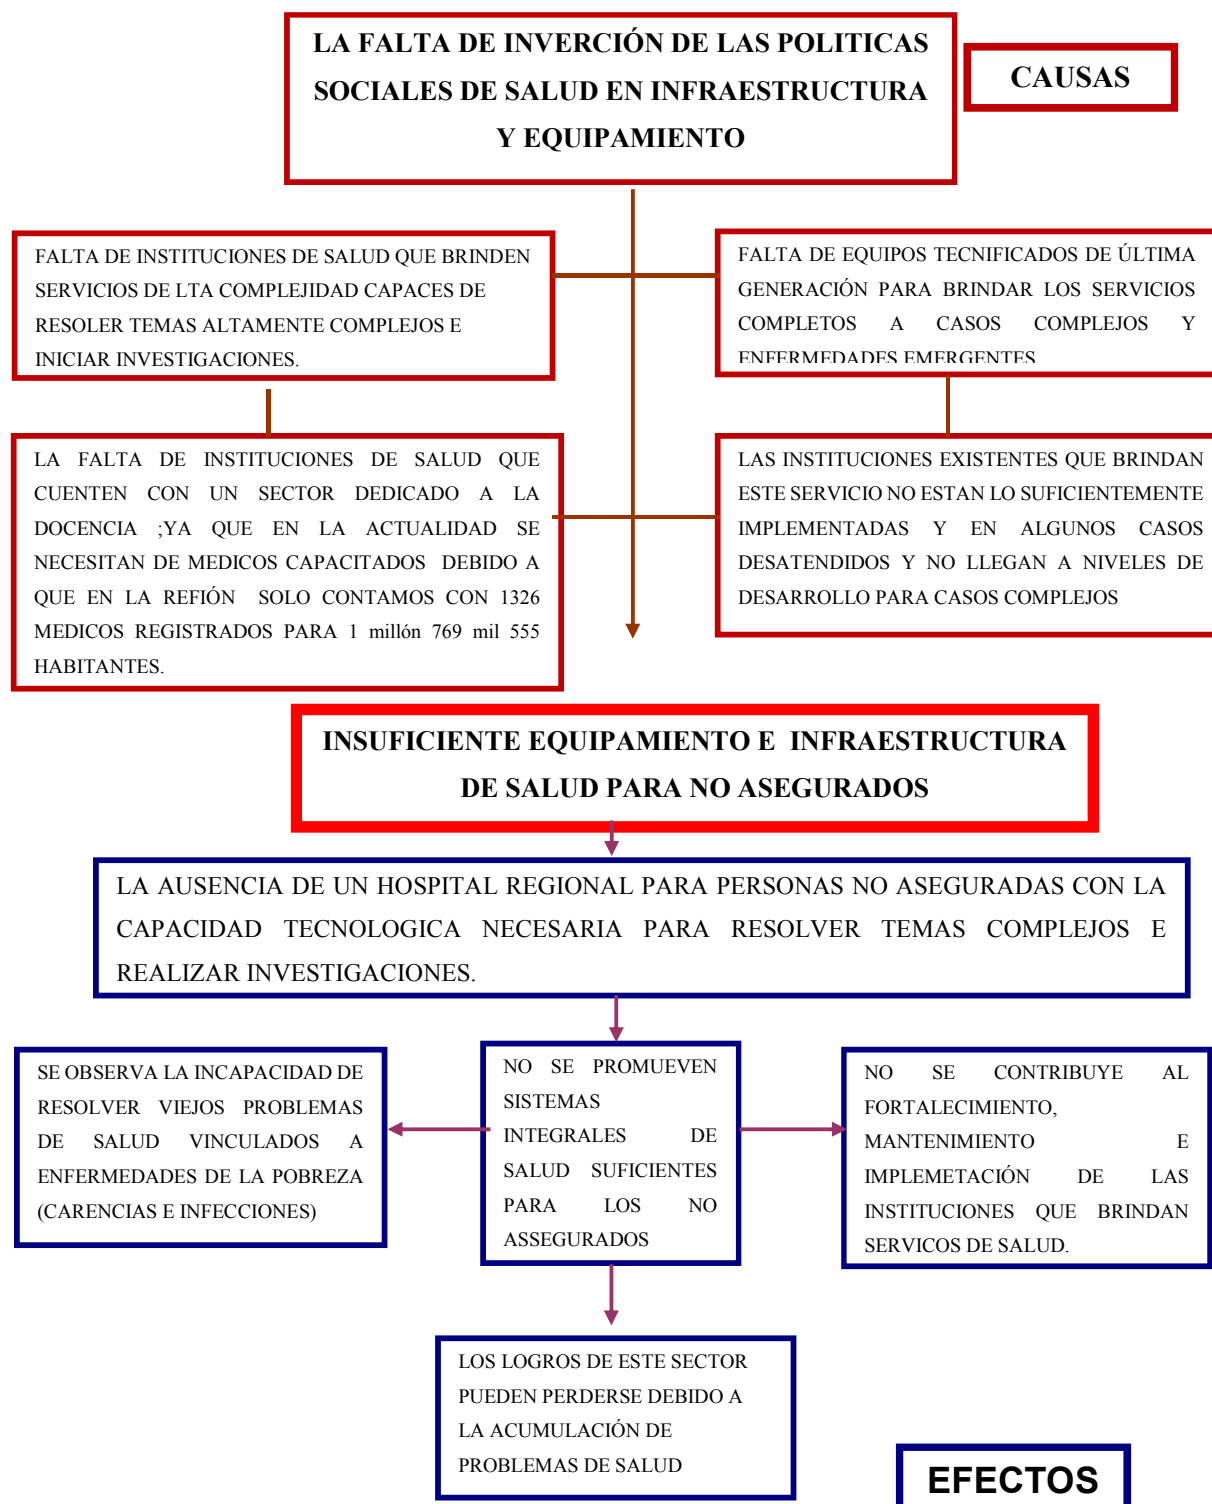 LA FALTA DE INVERCIÓN DE LAS POLITICAS
SOCIALES DE SALUD EN INFRAESTRUCTURA
Y EQUIPAMIENTO
CAUSAS
FALTA DE INSTITUCIONES DE SALUD QUE BRINDEN
SERVICIOS DE LTA COMPLEJIDAD CAPACES DE
RESOLER TEMAS ALTAMENTE COMPLEJOS E
INICIAR INVESTIGACIONES.
FALTA DE EQUIPOS TECNIFICADOS DE ÚLTIMA
GENERACIÓN PARA BRINDAR LOS SERVICIOS
COMPLETOS A CASOS COMPLEJOS Y
ENFERMEDADES EMERGENTES
LA FALTA DE INSTITUCIONES DE SALUD QUE
CUENTEN CON UN SECTOR DEDICADO A LA
DOCENCIA ;YA QUE EN LA ACTUALIDAD SE
NECESITAN DE MEDICOS CAPACITADOS DEBIDO A
QUE EN LA REFIÓN SOLO CONTAMOS CON 1326
MEDICOS REGISTRADOS PARA 1 millón 769 mil 555
HABITANTES.
LAS INSTITUCIONES EXISTENTES QUE BRINDAN
ESTE SERVICIO NO ESTAN LO SUFICIENTEMENTE
IMPLEMENTADAS Y EN ALGUNOS CASOS
DESATENDIDOS Y NO LLEGAN A NIVELES DE
DESARROLLO PARA CASOS COMPLEJOS
INSUFICIENTE EQUIPAMIENTO E INFRAESTRUCTURA
DE SALUD PARA NO ASEGURADOS
LA AUSENCIA DE UN HOSPITAL REGIONAL PARA PERSONAS NO ASEGURADAS CON LA
CAPACIDAD TECNOLOGICA NECESARIA PARA RESOLVER TEMAS COMPLEJOS E
REALIZAR INVESTIGACIONES.
SE OBSERVA LA INCAPACIDAD DE
RESOLVER VIEJOS PROBLEMAS
DE SALUD VINCULADOS A
ENFERMEDADES DE LA POBREZA
(CARENCIAS E INFECCIONES)
NO SE PROMUEVEN
SISTEMAS
INTEGRALES DE
SALUD SUFICIENTES
PARA LOS NO
ASSEGURADOS
NO SE CONTRIBUYE AL
FORTALECIMIENTO,
MANTENIMIENTO E
IMPLEMETACIÓN DE LAS
INSTITUCIONES QUE BRINDAN
SERVICOS DE SALUD.
LOS LOGROS DE ESTE SECTOR
PUEDEN PERDERSE DEBIDO A
LA ACUMULACIÓN DE
PROBLEMAS DE SALUD
EFECTOS